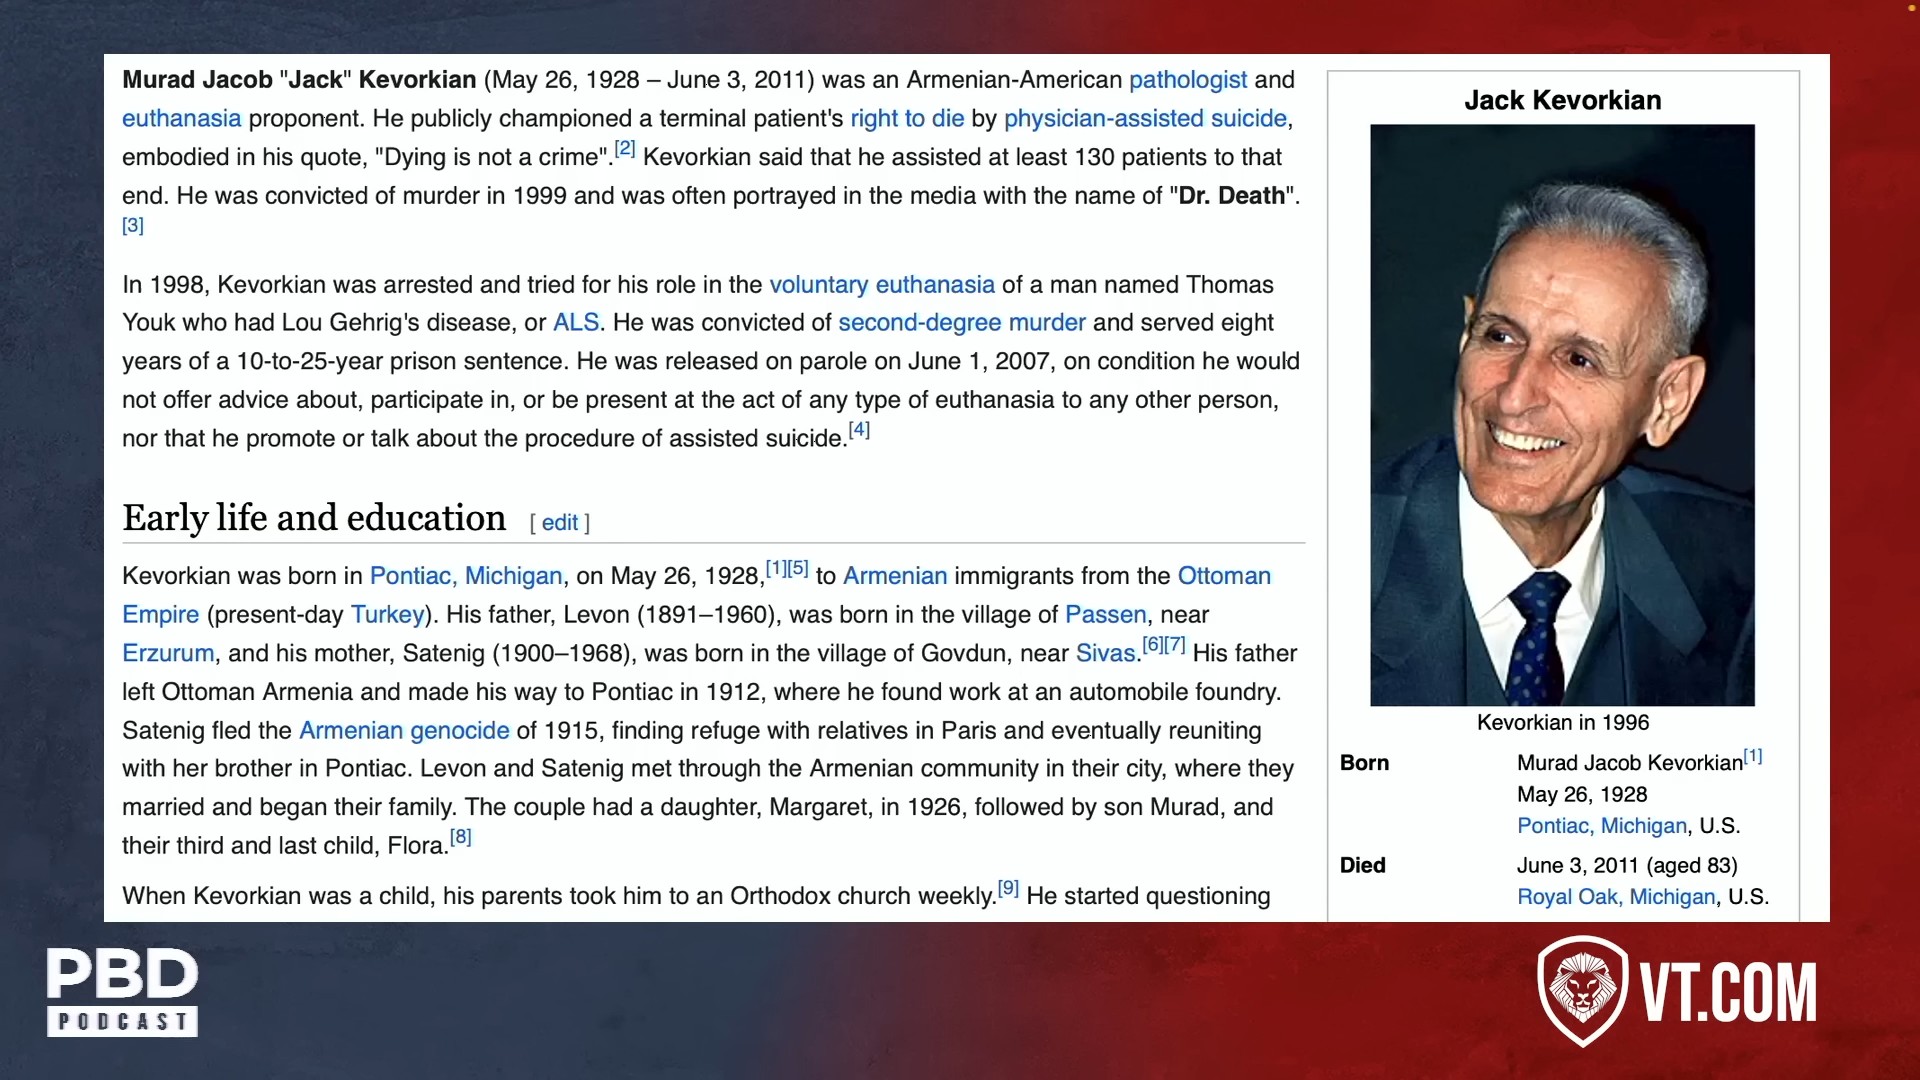 Murad Jacob "Jack" Kevorkian (May 26, 1928 – June 3, 2011) was an Armenian-American pathologist and
euthanasia proponent. He publicly championed a terminal patient's right to die by physician-assisted suicide,
embodied in his quote, "Dying is not a crime".[2] Kevorkian said that he assisted at least 130 patients to that
end. He was convicted of murder in 1999 and was often portrayed in the media with the name of "Dr. Death".
[3]
In 1998, Kevorkian was arrested and tried for his role in the voluntary euthanasia of a man named Thomas
Youk who had Lou Gehrig's disease, or ALS. He was convicted of second-degree murder and served eight
years of a 10-to-25-year prison sentence. He was released on parole on June 1, 2007, on condition he would
not offer advice about, participate in, or be present at the act of any type of euthanasia to any other person,
nor that he promote or talk about the procedure of assisted suicide.[4]
Early life and education [ edit ]
Kevorkian was born in Pontiac, Michigan, on May 26, 1928,[1][5] to Armenian immigrants from the Ottoman
Empire (present-day Turkey). His father, Levon (1891–1960), was born in the village of Passen, near
Erzurum, and his mother, Satenig (1900–1968), was born in the village of Govdun, near Sivas.[6][7] His father
left Ottoman Armenia and made his way to Pontiac in 1912, where he found work at an automobile foundry.
Satenig fled the Armenian genocide of 1915, finding refuge with relatives in Paris and eventually reuniting
with her brother in Pontiac. Levon and Satenig met through the Armenian community in their city, where they
married and began their family. The couple had a daughter, Margaret, in 1926, followed by son Murad, and
their third and last child, Flora.[8]
When Kevorkian was a child, his parents took him to an Orthodox church weekly.[9] He started questioning
Jack Kevorkian
Kevorkian in 1996
Born Murad Jacob Kevorkian[1]
May 26, 1928
Pontiac, Michigan, U.S.
Died June 3, 2011 (aged 83)
Royal Oak, Michigan, U.S.
PBD
PODCAST
VT.COM